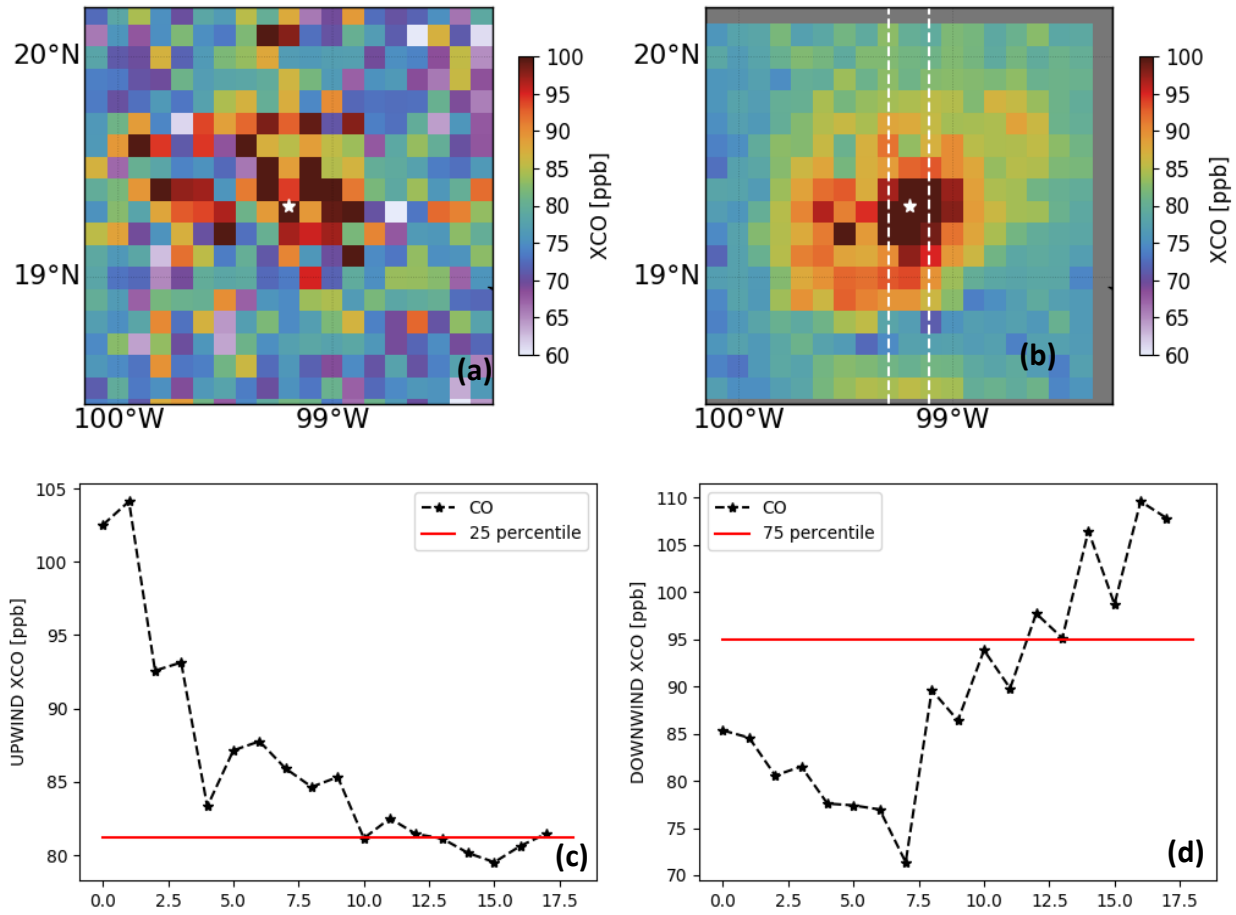 20°N
19°N
100°W 99°W
(a)
100
95
90
85
80
75
70
65
60
XCO [ppb]
20°N
19°N
100°W 99°W
(b)
100
95
90
85
80
75
70
65
60
XCO [ppb]
105
100
95
90
85
80
UPWIND XCO [ppb]
CO
25 percentile
(c)
0.0 2.5 5.0 7.5 10.0 12.5 15.0 17.5
110
105
100
95
90
85
80
75
70
DOWNWIND XCO [ppb]
CO
75 percentile
(d)
0.0 2.5 5.0 7.5 10.0 12.5 15.0 17.5